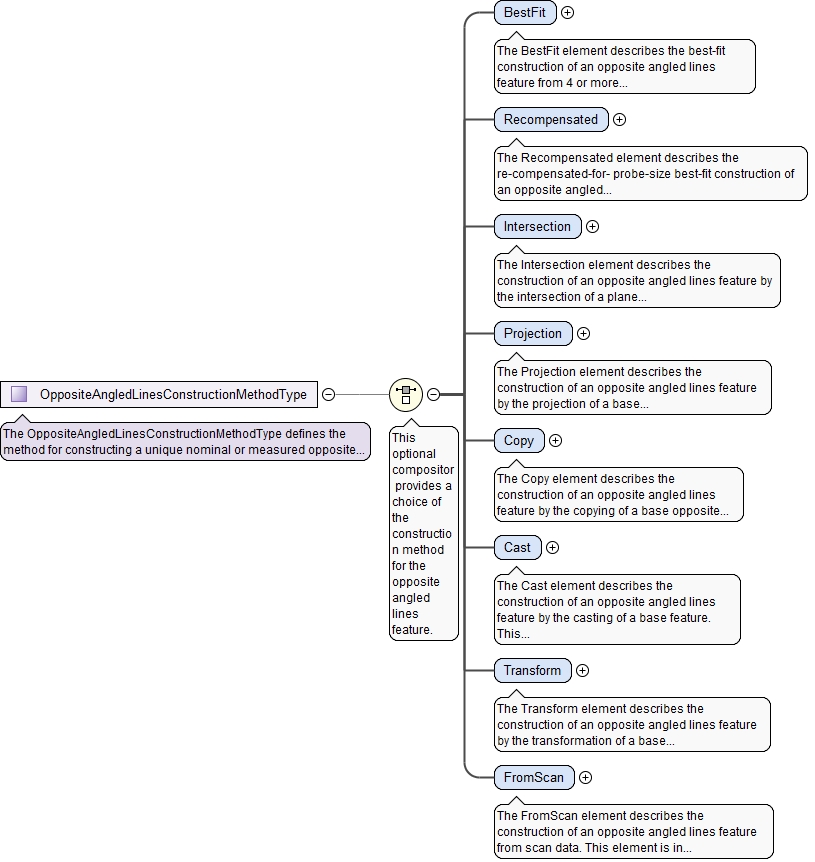 BestFit
The BestFit element describes the best-fit
construction of an opposite angled lines
feature from 4 or more...
Recompensated
The Recompensated element describes the
re-compensated-for- probe-size best-fit construction of
an opposite angled...
Intersection
The Intersection element describes the
construction of an opposite angled lines feature by
the intersection of a plane...
Projection
The Projection element describes the
construction of an opposite angled lines feature
by the projection of a base...
OppositeAngledLinesConstructionMethodType
The OppositeAngledLinesConstructionMethodType defines the
method for constructing a unique nominal or measured opposite...
This
optional
compositor
provides a
choice of
the
constructio
n method
for the
opposite
angled
lines
feature.
Copy
The Copy element describes the
construction of an opposite angled lines
feature by the copying of a base opposite...
Cast
The Cast element describes the
construction of an opposite angled lines
feature by the casting of a base feature.
This...
Transform
The Transform element describes the
construction of an opposite angled lines feature
by the transformation of a base...
FromScan
The FromScan element describes the
construction of an opposite angled lines feature
from scan data. This element is in...